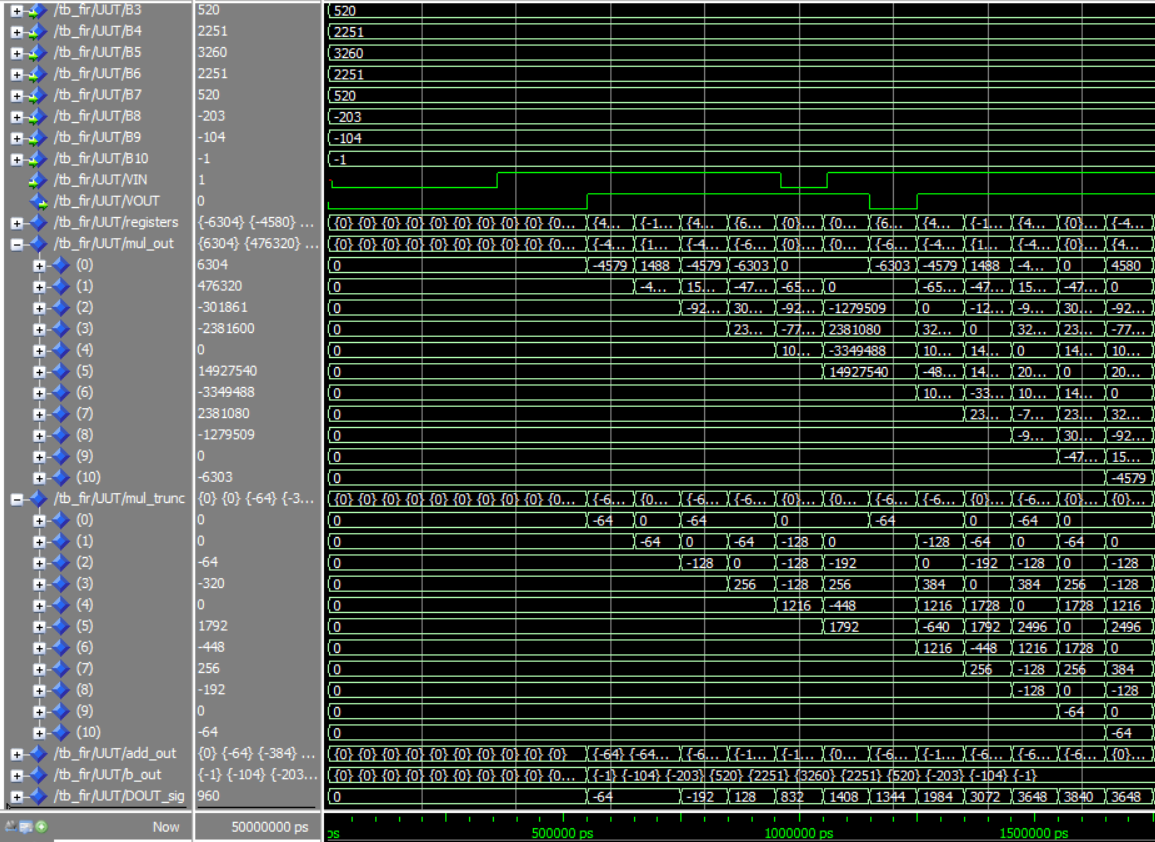 /tb_fir/UUT/B3 520 520
/tb_fir/UUT/B4 2251 2251
/tb_fir/UUT/B5 3260 3260
/tb_fir/UUT/B6 2251 2251
/tb_fir/UUT/B7 520 520
/tb_fir/UUT/B8 -203 -203
/tb_fir/UUT/B9 -104 -104
/tb_fir/UUT/B10 -1 -1
/tb_fir/UUT/VIN 1
/tb_fir/UUT/VOUT 0
/tb_fir/UUT/registers {-6304} {-4580} ... {0} {0} {0} {0} {0} {0} {0} {0} {0} {0... {4... {-1... {4... {6... {0}... {0... {6... {4... {-1... {4... {0}... {-4...
/tb_fir/UUT/mul_out {6304} {476320} ... {0} {0} {0} {0} {0} {0} {0} {0} {0} {0... {-4... {1... {-4... {-6... {0}... {0... {-6... {-4... {1... {-4... {0}... {4...
(0) 6304 0 -4579 1488 -4579 -6303 0 -6303 -4579 1488 -4... 0 4580
(1) 476320 0 -4... 15... -47... -65... 0 -65... -47... 15... -47... 0
(2) -301861 0 -92... 30... -92... -1279509 0 -12... -9... 30... -92...
(3) -2381600 0 23... -77... 2381080 32... 0 32... 23... -77...
(4) 0 0 10... -3349488 10... 14... 0 14... 10...
(5) 14927540 0 14927540 -48... 14... 20... 0 20...
(6) -3349488 0 10... -33... 10... 14... 0
(7) 2381080 0 23... -7... 23... 32...
(8) -1279509 0 -9... 30... -92...
(9) 0 0 -47... 15...
(10) -6303 0 -4579
/tb_fir/UUT/mul_trunc {0} {0} {-64} {-3... {0} {0} {0} {0} {0} {0} {0} {0} {0} {0... {-6... {0... {-6... {-6... {0}... {0... {-6... {-6... {0}... {-6... {0}... {0}...
(0) 0 0 -64 0 -64 0 -64 0 -64 0
(1) 0 0 -64 0 -64 -128 0 -128 -64 0 -64 0
(2) -64 0 -128 0 -128 -192 0 -192 -128 0 -128
(3) -320 0 256 -128 256 384 0 384 256 -128
(4) 0 0 1216 -448 1216 1728 0 1728 1216
(5) 1792 0 1792 -640 1792 2496 0 2496
(6) -448 0 1216 -448 1216 1728 0
(7) 256 0 256 -128 256 384
(8) -192 0 -128 0 -128
(9) 0 0 -64 0
(10) -64 0 -64
/tb_fir/UUT/add_out {0} {-64} {-384} ... {0} {0} {0} {0} {0} {0} {0} {0} {0} {0} {-64} {-64... {-6... {-1... {-1... {0... {-6... {-1... {-6... {-6... {-6... {0}...
/tb_fir/UUT/b_out {-1} {-104} {-203... {0} {0} {0} {0} {0} {0} {0} {0} {0} {0... {-1} {-104} {-203} {520} {2251} {3260} {2251} {520} {-203} {-104} {-1}
/tb_fir/UUT/DOUT_sig 960 0 -64 -192 128 832 1408 1344 1984 3072 3648 3840 3648
Now 50000000 ps ps 500000 ps 1000000 ps 1500000 ps